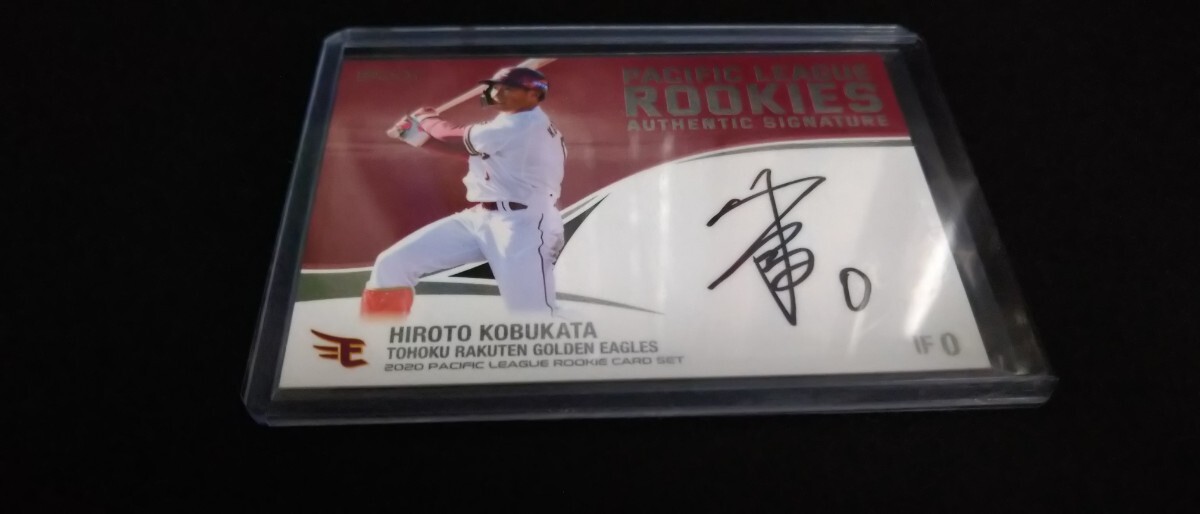 PACIFIC LEAGUE
ROOKIES
AUTHENTIC SIGNATURE
0
HIROTO KOBUKATA
TOHOKU RAKUTEN GOLDEN EAGLES
2020 PACIFIC LEAGUE ROOKIE CARD SET
IF 0